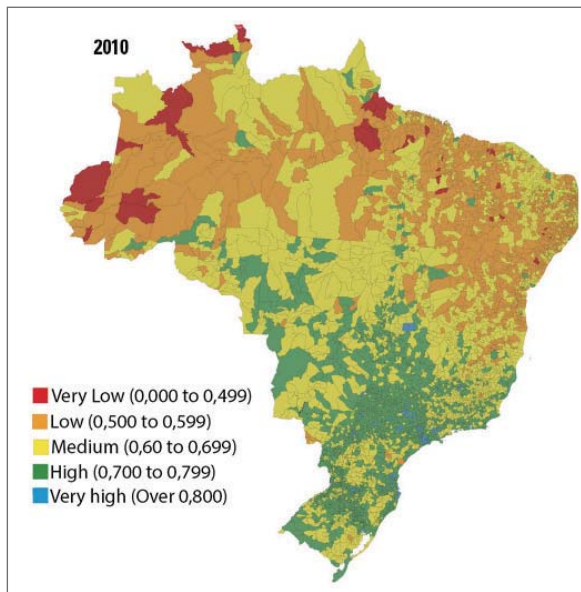 2010
Very Low (0,000 to 0,499)
Low (0,500 to 0,599)
Medium (0,60 to 0,699)
High (0,700 to 0,799)
Very high (Over 0,800)